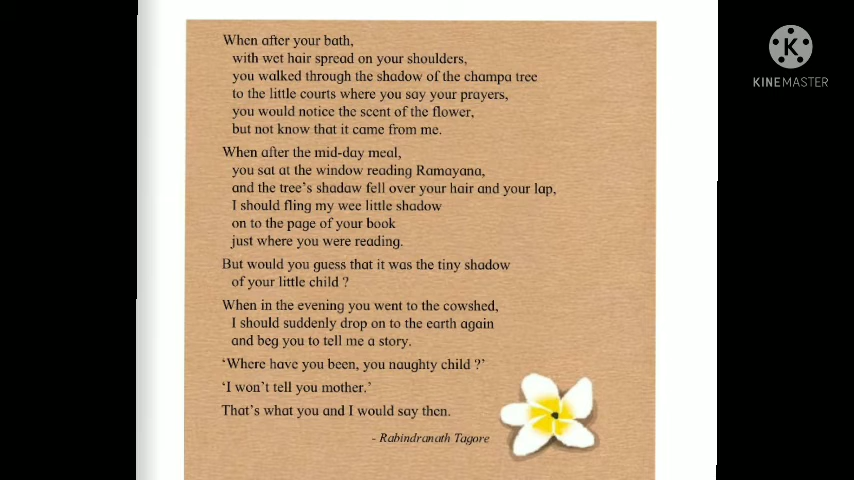 When after your bath,
with wet hair spread on your shoulders,
you walked through the shadow of the champa tree
to the little courts where you say your prayers,
you would notice the scent of the flower,
but not know that it came from me.
When after the mid-day meal,
you sat at the window reading Ramayana,
and the tree's shadaw fell over your hair and your lap,
I should fling my wee little shadow
on to the page of your book
just where you were reading.
But would you guess that it was the tiny shadow
of your little child ?
When in the evening you went to the cowshed,
I should suddenly drop on to the earth again
and beg you to tell me a story.
'Where have you been, you naughty child ?'
'I won't tell you mother.'
That's what you and I would say then.
- Rabindranath Tagore
K
KINEMASTER